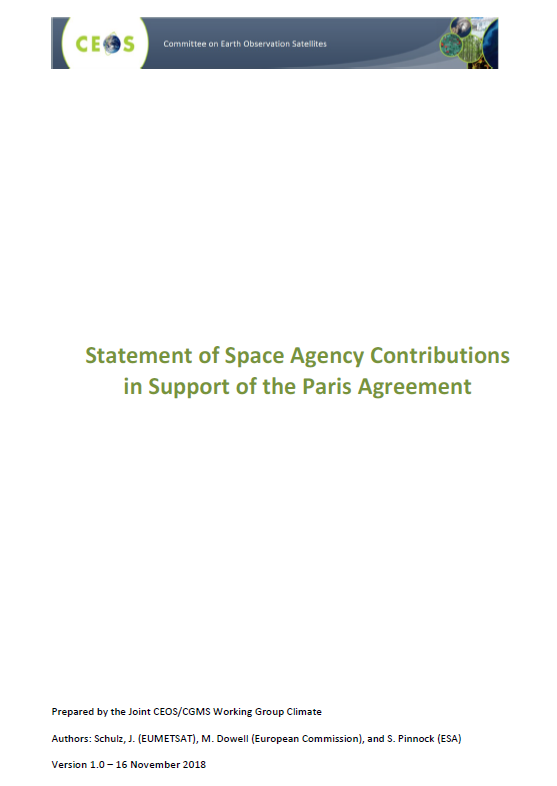 CEOS
Committee on Earth Observation Satellites
Statement of Space Agency Contributions
in Support of the Paris Agreement
Prepared by the Joint CEOS/CGMS Working Group Climate
Authors: Schulz, J. (EUMETSAT), M. Dowell (European Commission), and S. Pinnock (ESA)
Version 1.0 – 16 November 2018